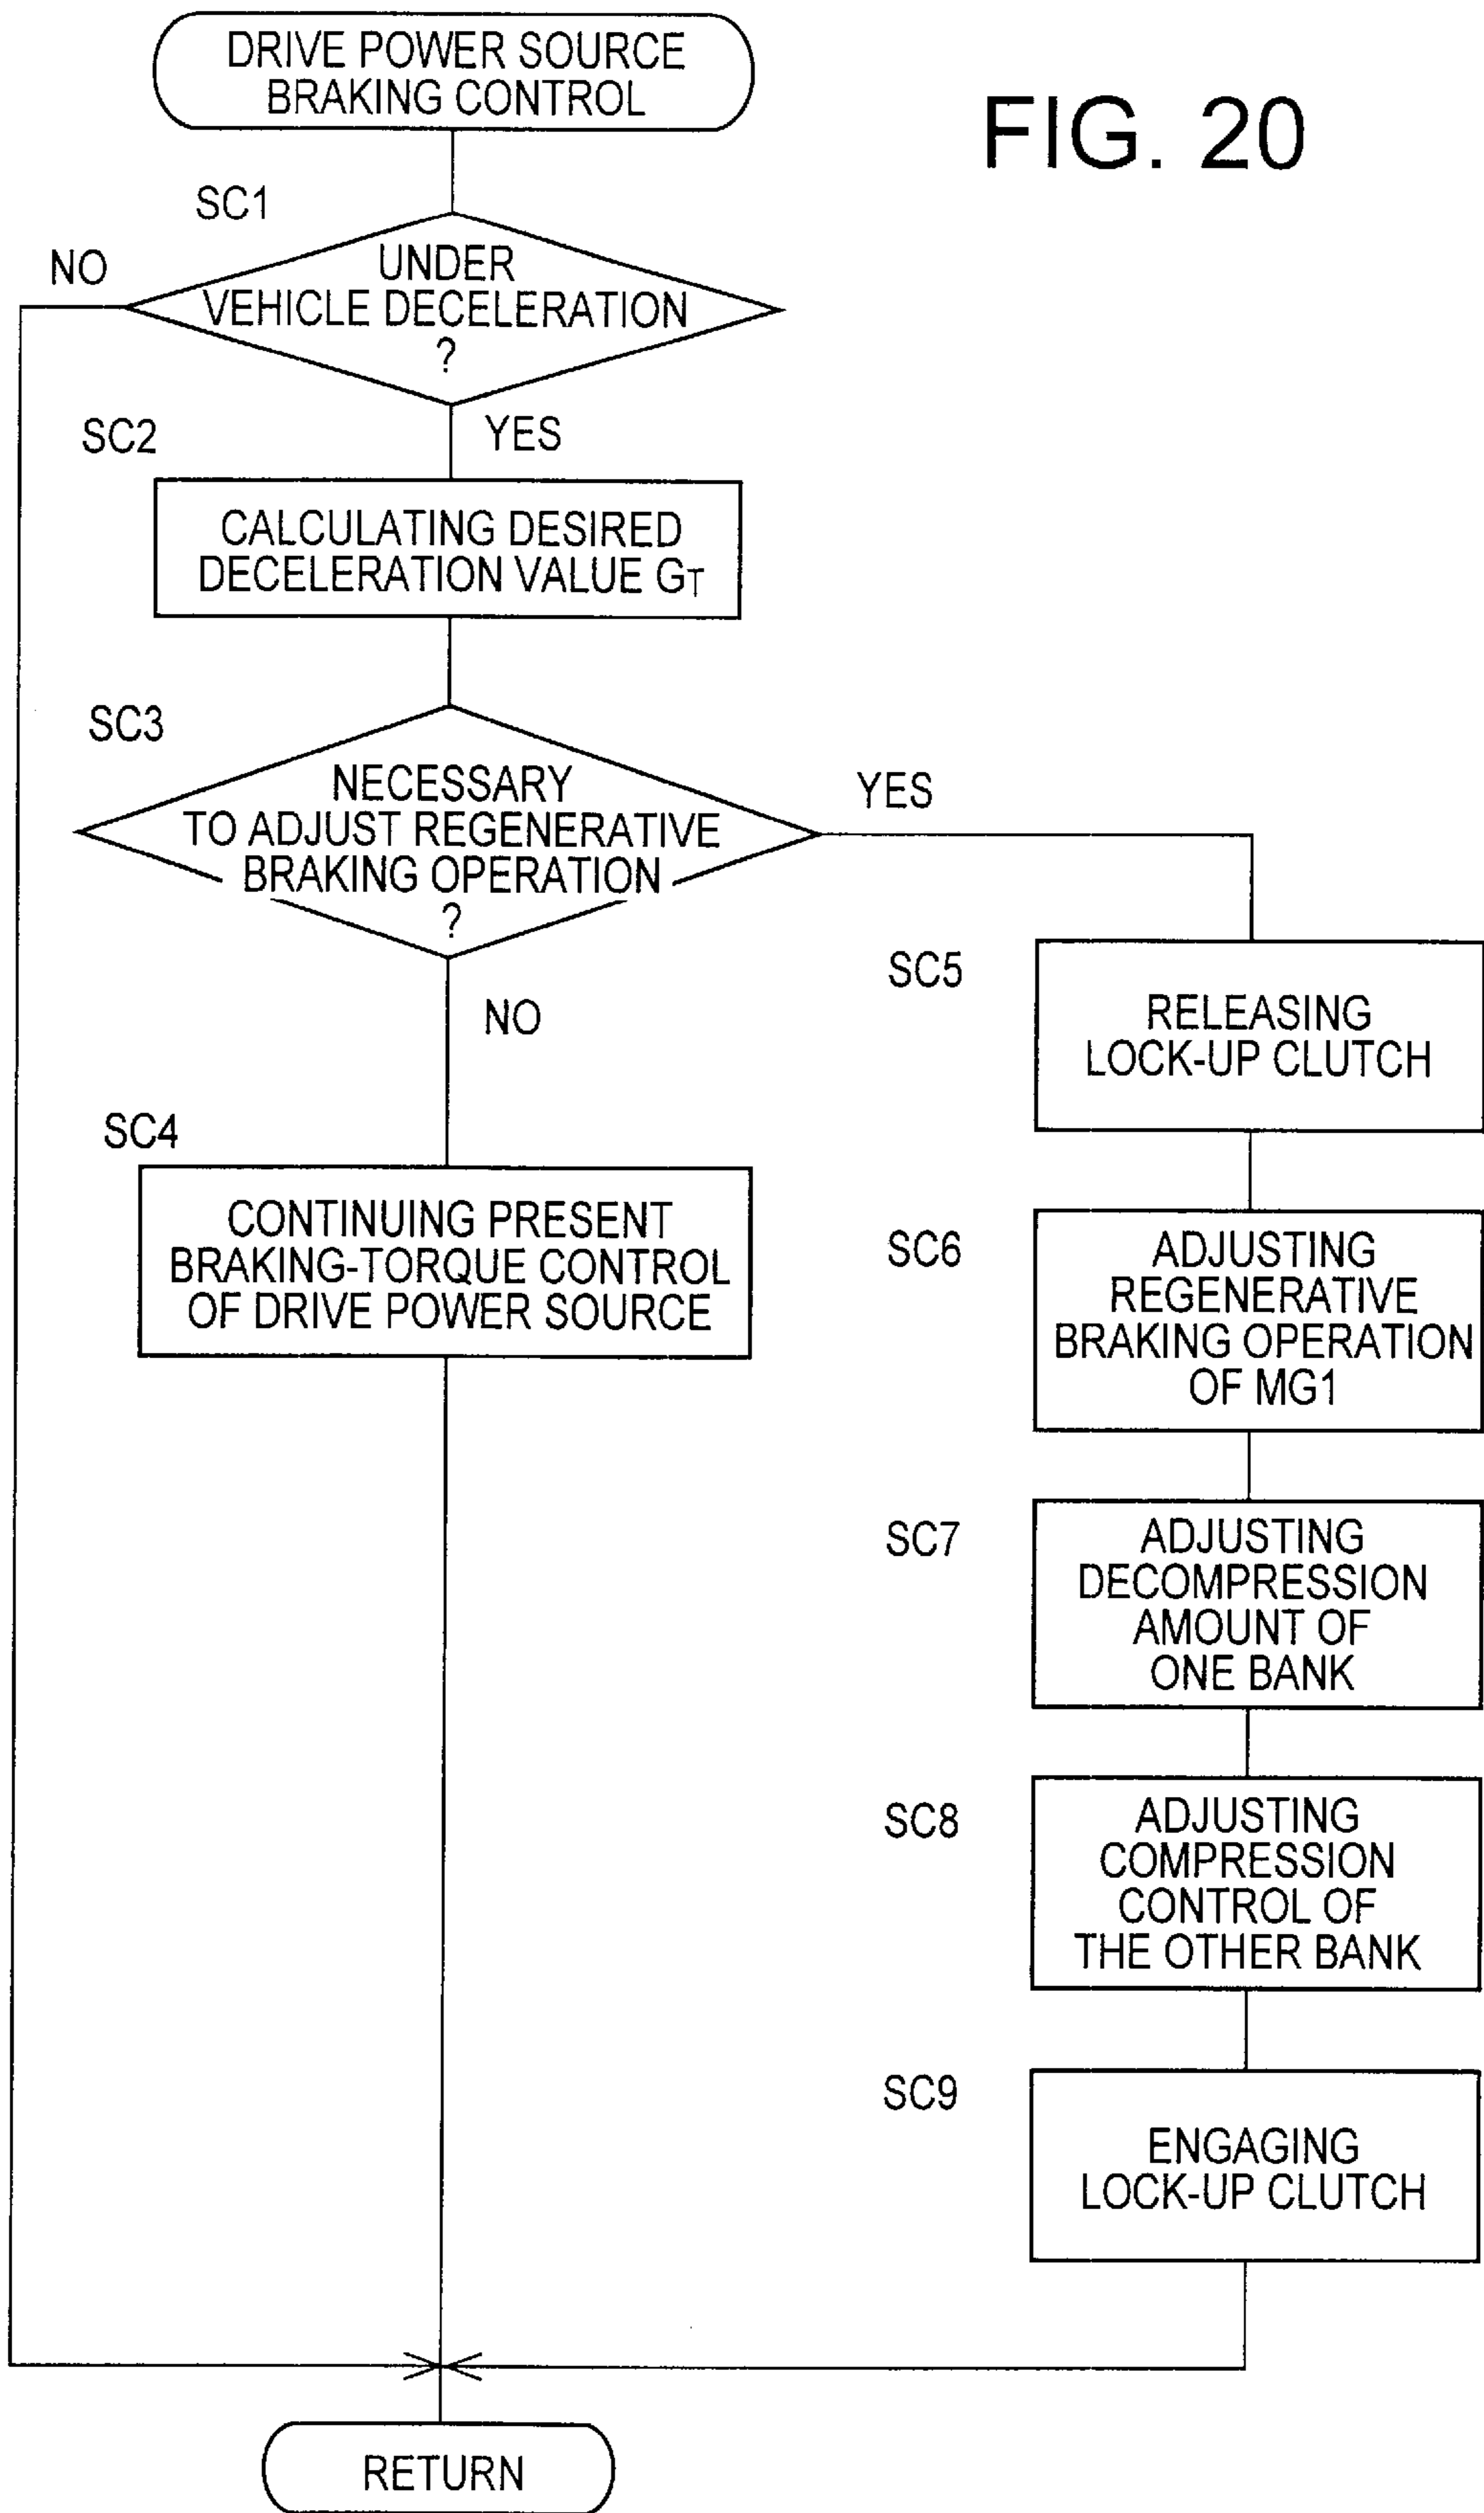 DRIVE POWER SOURCE
BRAKING CONTROL
FIG. 20
SC1
NO
UNDER
VEHICLE DECELERATION
?
YES
SC2
CALCULATING DESIRED
DECELERATION VALUE GT
SC3
NECESSARY
TO ADJUST REGENERATIVE
BRAKING OPERATION
?
YES
NO
SC4
CONTINUING PRESENT
BRAKING-TORQUE CONTROL
OF DRIVE POWER SOURCE
SC5
RELEASING
LOCK-UP CLUTCH
SC6
ADJUSTING
REGENERATIVE
BRAKING OPERATION
OF MG1
SC7
ADJUSTING
DECOMPRESSION
AMOUNT OF
ONE BANK
SC8
ADJUSTING
COMPRESSION
CONTROL OF
THE OTHER BANK
SC9
ENGAGING
LOCK-UP CLUTCH
RETURN